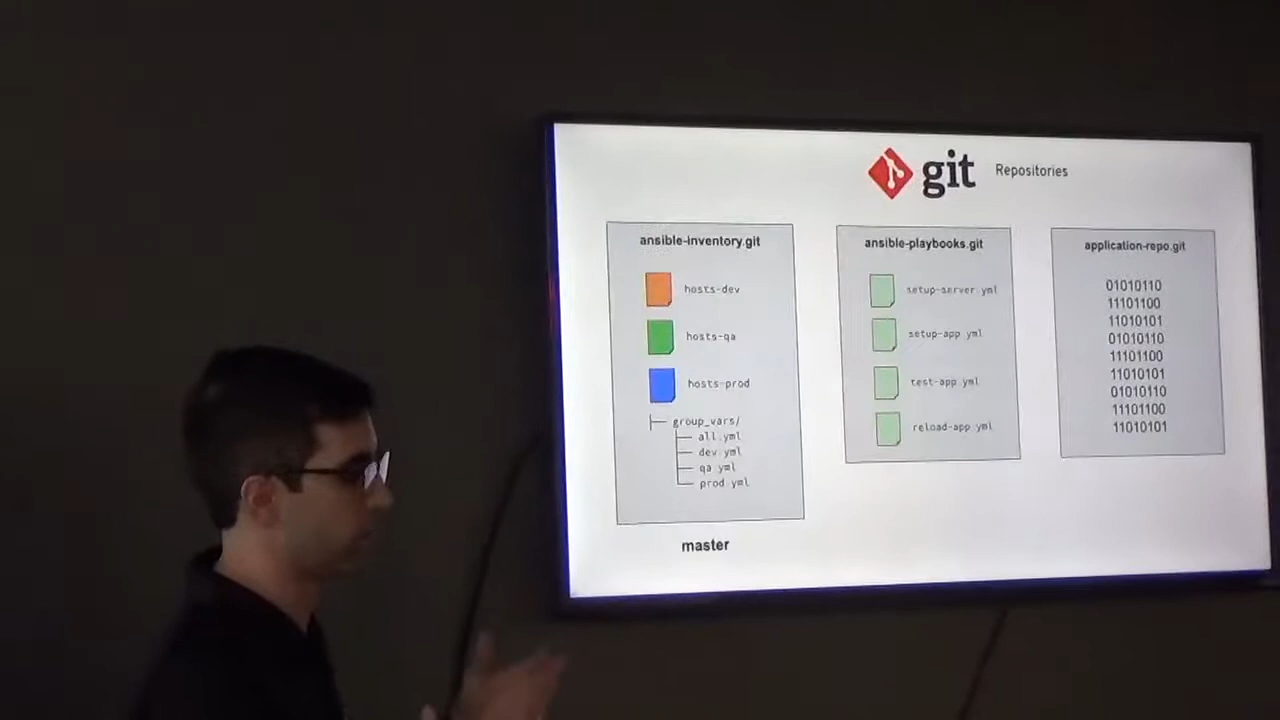 git Repositories
ansible-inventory.git
hosts-dev
hosts-qa
hosts-prod
group_vars/
all.yml
dev.yml
qa.yml
prod.yml
master
ansible-playbooks.git
setup-server.yml
setup-app.yml
test-app.yml
reload-app.yml
application-repo.git
01010110
11101100
11010101
01010110
11101100
11010101
01010110
11101100
11010101